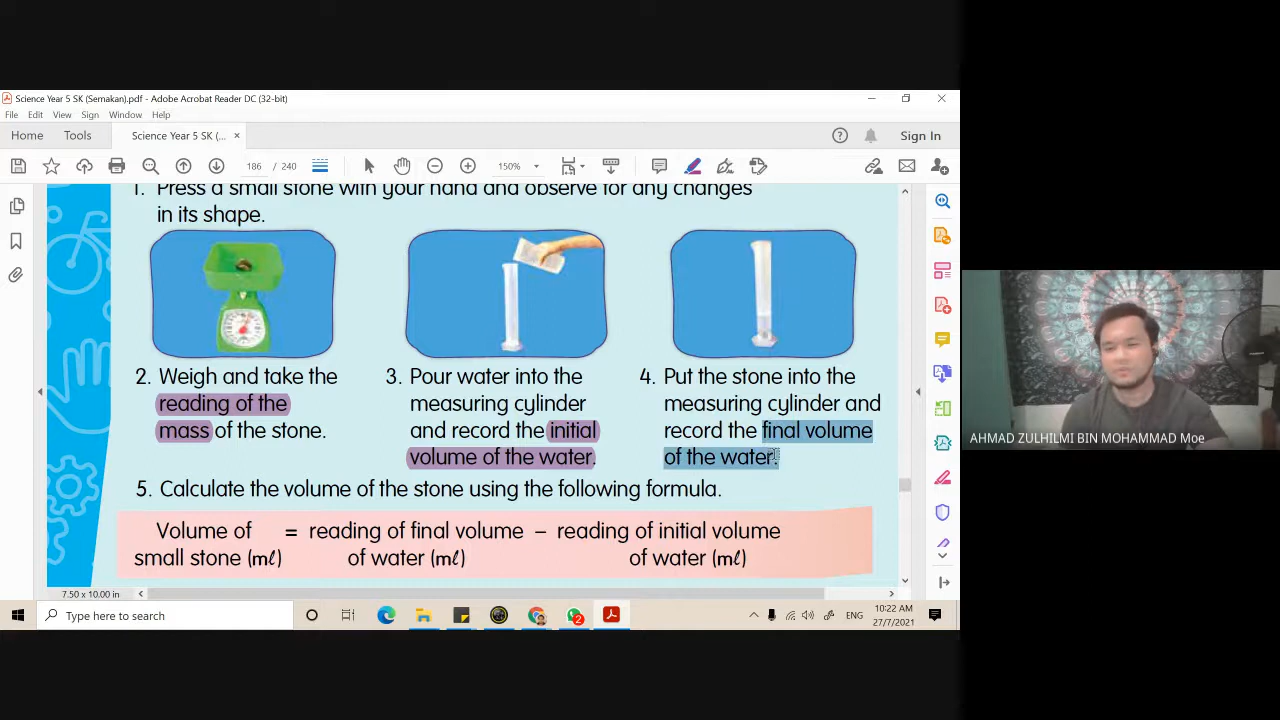 Science Year 5 SK (Semakan).pdf - Adobe Acrobat Reader DC (32-bit)
File Edit View Sign Window Help
Home Tools Science Year 5 SK (... × Sign In
186 / 240 150%
1. Press a small stone with your hand and observe for any changes
in its shape.
2. Weigh and take the
reading of the
mass of the stone.
3. Pour water into the
measuring cylinder
and record the initial
volume of the water.
4. Put the stone into the
measuring cylinder and
record the final volume
of the water.
5. Calculate the volume of the stone using the following formula.
Volume of
small stone (mℓ)
= reading of final volume
of water (mℓ)
– reading of initial volume
of water (mℓ)
7.50 x 10.00 in
Type here to search
2
ENG
10:22 AM
27/7/2021
AHMAD ZULHILMI BIN MOHAMMAD Moe